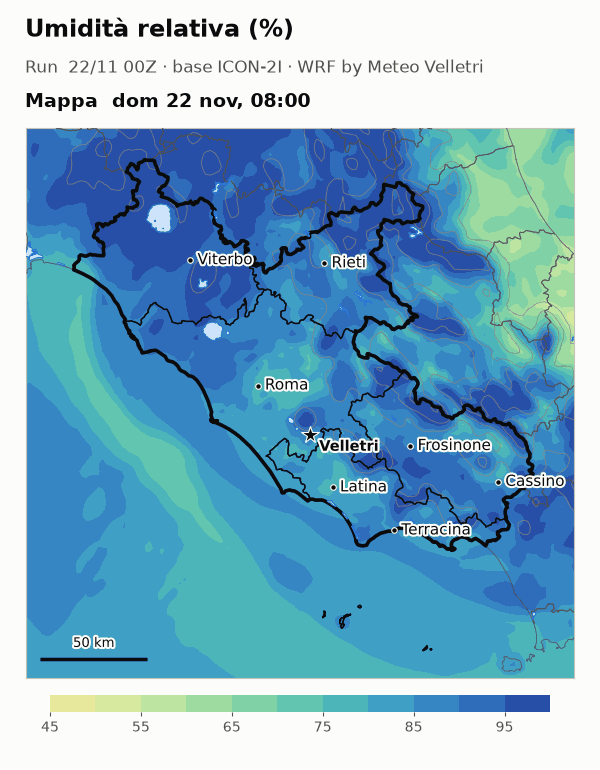 Umidità relativa (%)
Run 22/11 00Z · base ICON-2I · WRF by Meteo Velletri
Mappa dom 22 nov, 08:00
Viterbo
Rieti
Roma
Velletri
Frosinone
Latina
Cassino
Terracina
50 km
45 55 65 75 85 95